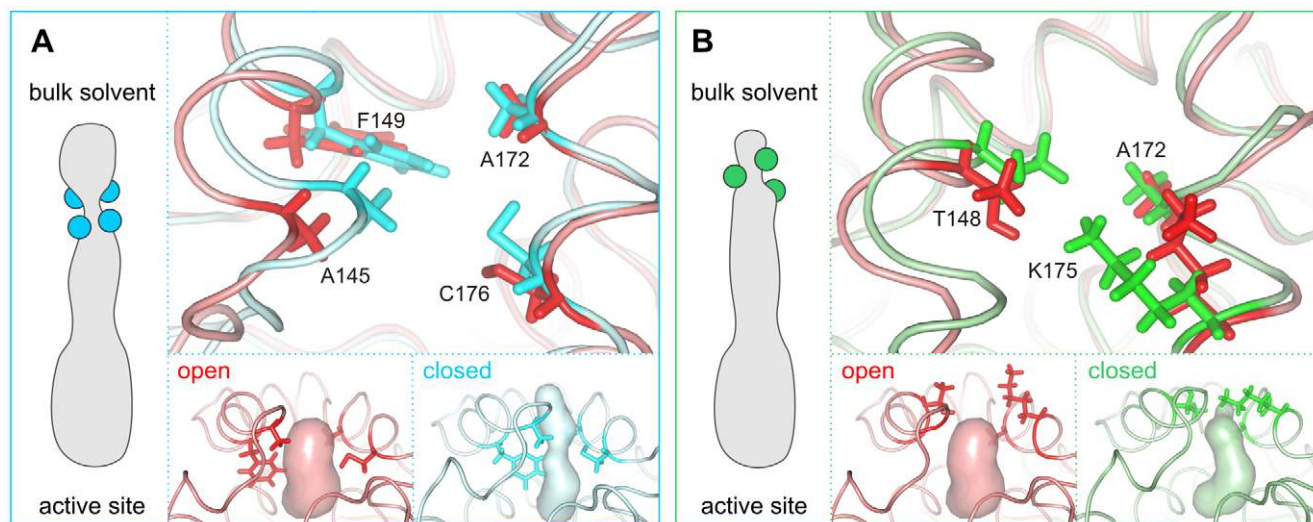 A
bulk solvent
F149
A172
A145
C176
open
closed
active site
B
bulk solvent
A172
T148
K175
open
closed
active site